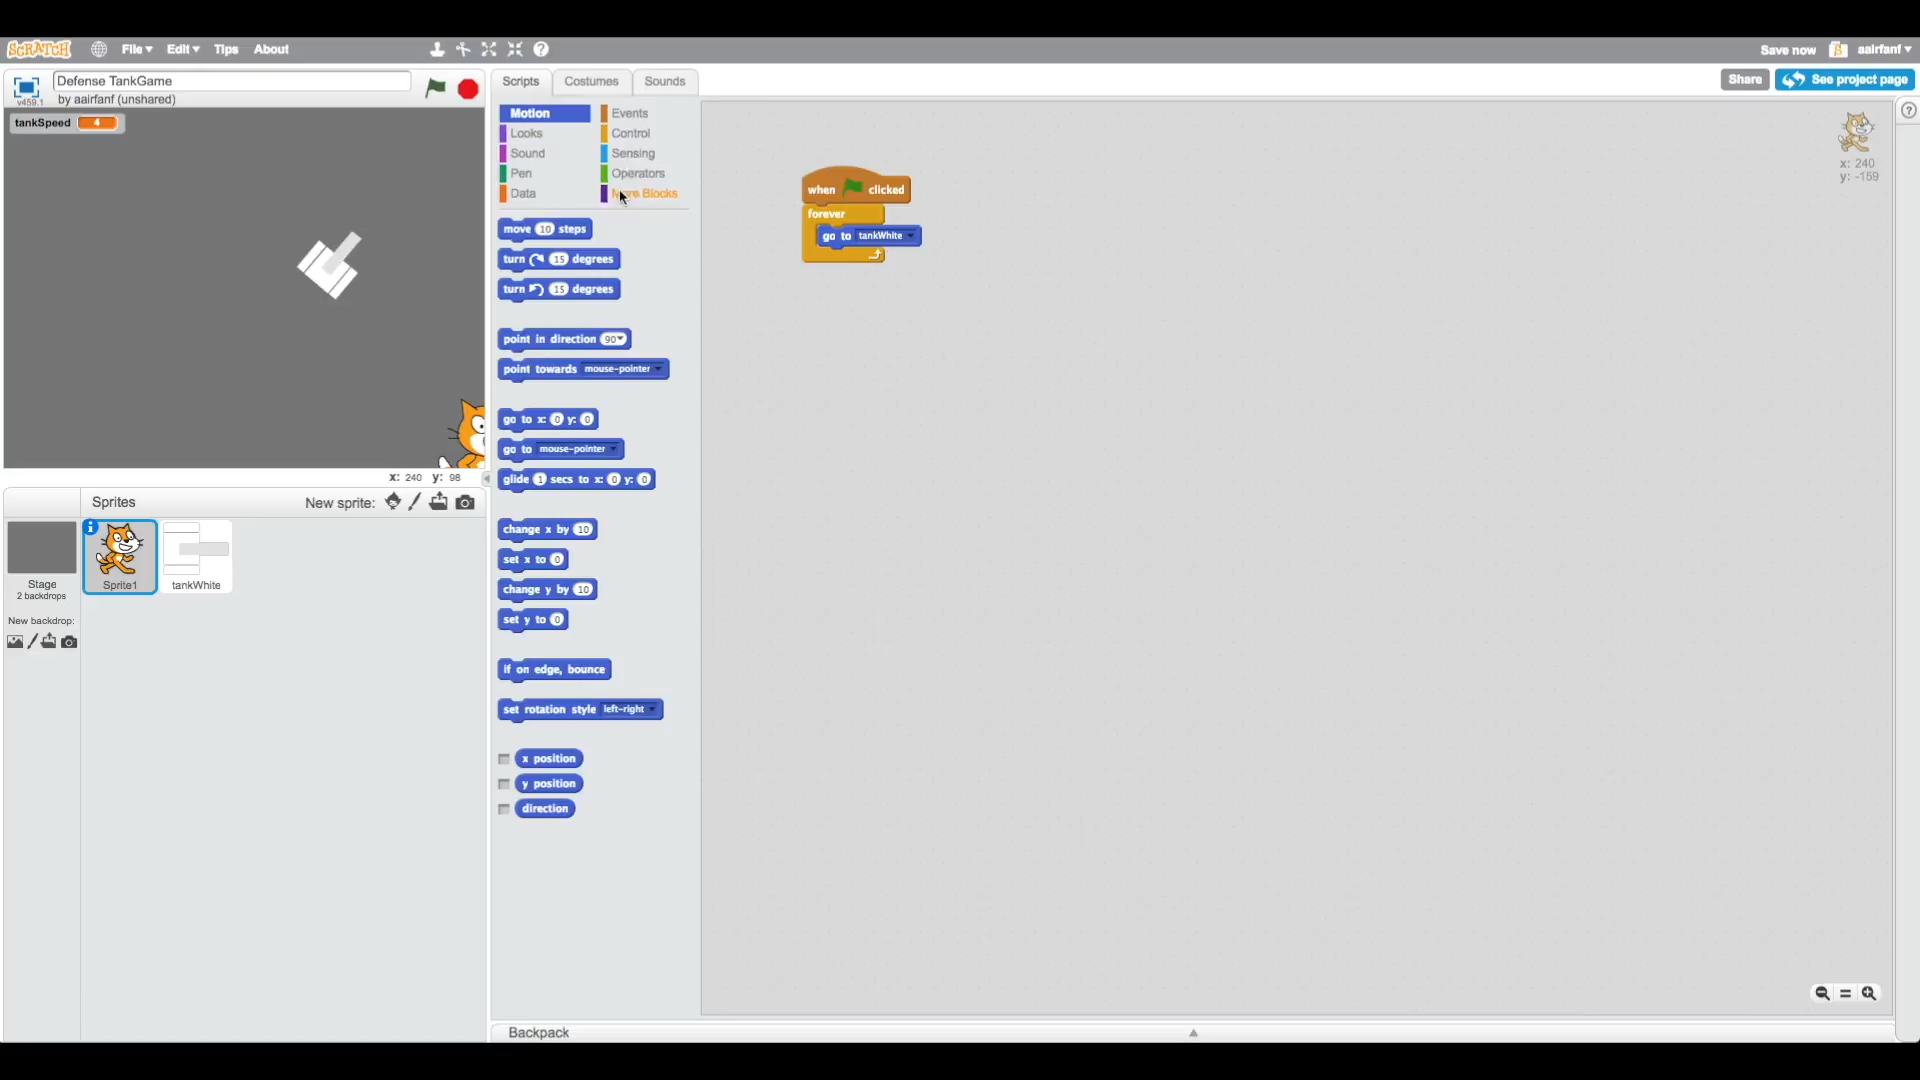 SCRATCH File Edit Tips About Save now aairfanf
v459.1 Defense TankGame
by aairfanf (unshared)
Scripts Costumes Sounds Share See project page
tankSpeed 4
Motion Events
Looks Control
Sound Sensing
Pen Operators
Data More Blocks
move 10 steps
turn 15 degrees
turn 15 degrees
point in direction 90
point towards mouse-pointer
go to x: 0 y: 0
go to mouse-pointer
glide 1 secs to x: 0 y: 0
change x by 10
set x to 0
change y by 10
set y to 0
if on edge, bounce
set rotation style left-right
x position
y position
direction
when clicked
forever
go to tankWhite
x: 240
y: -159
x: 240 y: 98
Sprites New sprite:
Stage
2 backdrops
New backdrop:
Sprite1
tankWhite
Backpack